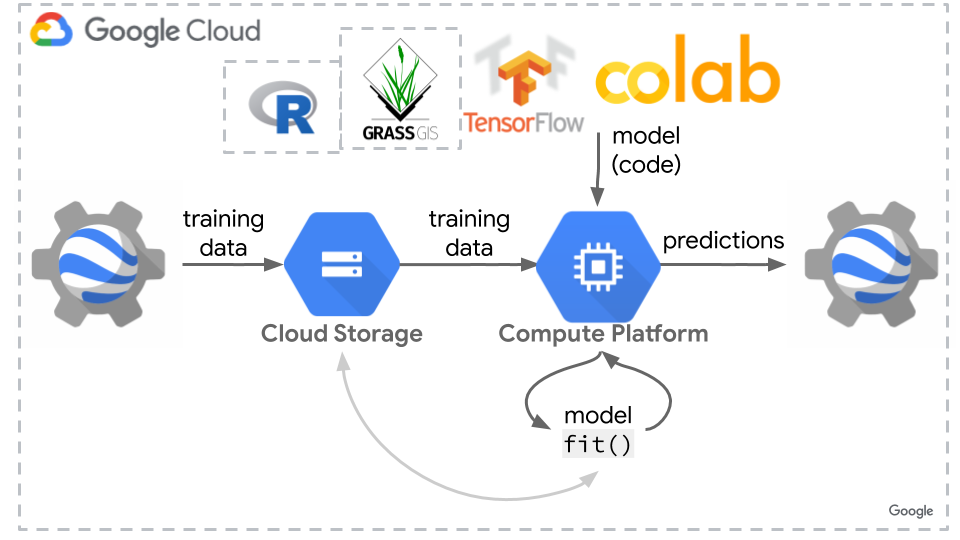 Google Cloud
R
GRASS GIS
TF
TensorFlow
colab
model
(code)
training
data
training
data
predictions
Cloud Storage
Compute Platform
model
fit()
Google